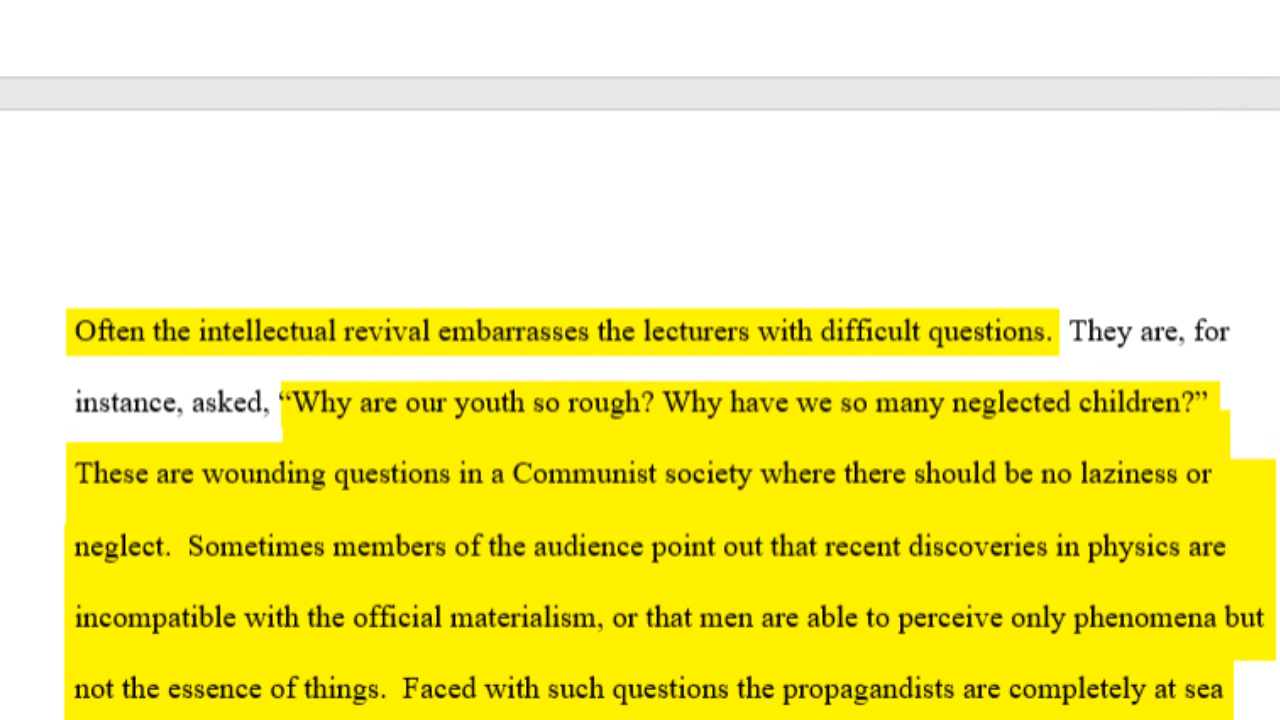 Often the intellectual revival embarrasses the lecturers with difficult questions.  They are, for
instance, asked, “Why are our youth so rough? Why have we so many neglected children?”
These are wounding questions in a Communist society where there should be no laziness or
neglect.  Sometimes members of the audience point out that recent discoveries in physics are
incompatible with the official materialism, or that men are able to perceive only phenomena but
not the essence of things.  Faced with such questions the propagandists are completely at sea